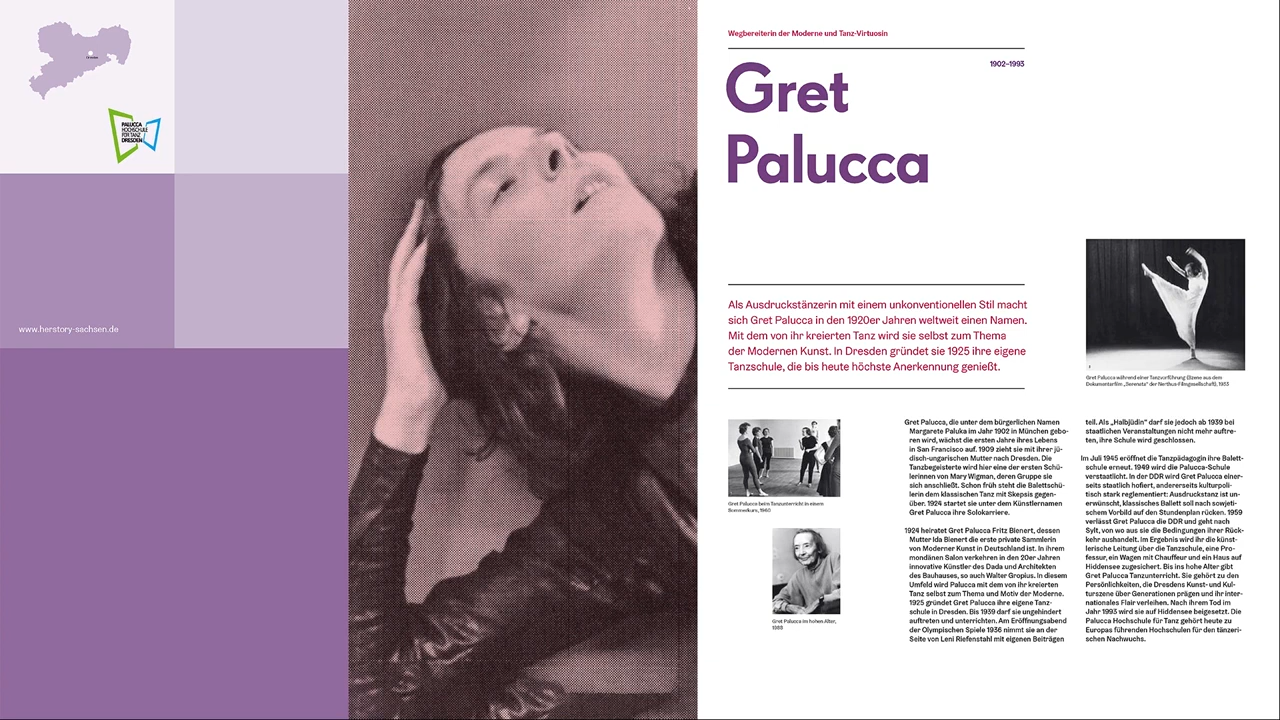 Dresden
PALUCCA
HOCHSCHULE
FÜR TANZ
DRESDEN
www.herstory-sachsen.de
Wegbereiterin der Moderne und Tanz-Virtuosin
1902–1993
Gret
Palucca
Als Ausdruckstänzerin mit einem unkonventionellen Stil macht
sich Gret Palucca in den 1920er Jahren weltweit einen Namen.
Mit dem von ihr kreierten Tanz wird sie selbst zum Thema
der Modernen Kunst. In Dresden gründet sie 1925 ihre eigene
Tanzschule, die bis heute höchste Anerkennung genießt.
Gret Palucca während einer Tanzvorführung (Szene aus dem
Dokumentarfilm „Serenata“ der Nerthus-Filmgesellschaft), 1933
Gret Palucca beim Tanzunterricht in einem
Sommerkurs, 1960
Gret Palucca im hohen Alter,
1988
Gret Palucca, die unter dem bürgerlichen Namen
Margarete Paluka im Jahr 1902 in München gebo-
ren wird, wächst die ersten Jahre ihres Lebens
in San Francisco auf. 1909 zieht sie mit ihrer jü-
disch-ungarischen Mutter nach Dresden. Die
Tanzbegeisterte wird hier eine der ersten Schü-
lerinnen von Mary Wigman, deren Gruppe sie
sich anschließt. Schon früh steht die Balettschü-
lerin dem klassischen Tanz mit Skepsis gegen-
über. 1924 startet sie unter dem Künstlernamen
Gret Palucca ihre Solokarriere.
1924 heiratet Gret Palucca Fritz Bienert, dessen
Mutter Ida Bienert die erste private Sammlerin
von Moderner Kunst in Deutschland ist. In ihrem
mondänen Salon verkehren in den 20er Jahren
innovative Künstler des Dada und Architekten
des Bauhauses, so auch Walter Gropius. In diesem
Umfeld wird Palucca mit dem von ihr kreierten
Tanz selbst zum Thema und Motiv der Moderne.
1925 gründet Gret Palucca ihre eigene Tanz-
schule in Dresden. Bis 1939 darf sie ungehindert
auftreten und unterrichten. Am Eröffnungsabend
der Olympischen Spiele 1936 nimmt sie an der
Seite von Leni Riefenstahl mit eigenen Beiträgen
teil. Als „Halbjüdin“ darf sie jedoch ab 1939 bei
staatlichen Veranstaltungen nicht mehr auftre-
ten, ihre Schule wird geschlossen.
Im Juli 1945 eröffnet die Tanzpädagogin ihre Balett-
schule erneut. 1949 wird die Palucca-Schule
verstaatlicht. In der DDR wird Gret Palucca einer-
seits staatlich hofiert, andererseits kulturpoli-
tisch stark reglementiert: Ausdruckstanz ist un-
erwünscht, klassisches Ballett soll nach sowjeti-
schem Vorbild auf den Stundenplan rücken. 1959
verlässt Gret Palucca die DDR und geht nach
Sylt, von wo aus sie die Bedingungen ihrer Rück-
kehr aushandelt. Im Ergebnis wird ihr die künst-
lerische Leitung über die Tanzschule, eine Pro-
fessur, ein Wagen mit Chauffeur und ein Haus auf
Hiddensee zugesichert. Bis ins hohe Alter gibt
Gret Palucca Tanzunterricht. Sie gehört zu den
Persönlichkeiten, die Dresdens Kunst- und Kul-
turszene über Generationen prägen und ihr inter-
nationales Flair verleihen. Nach ihrem Tod im
Jahr 1993 wird sie auf Hiddensee beigesetzt. Die
Palucca Hochschule für Tanz gehört heute zu
Europas führenden Hochschulen für den tänzeri-
schen Nachwuchs.